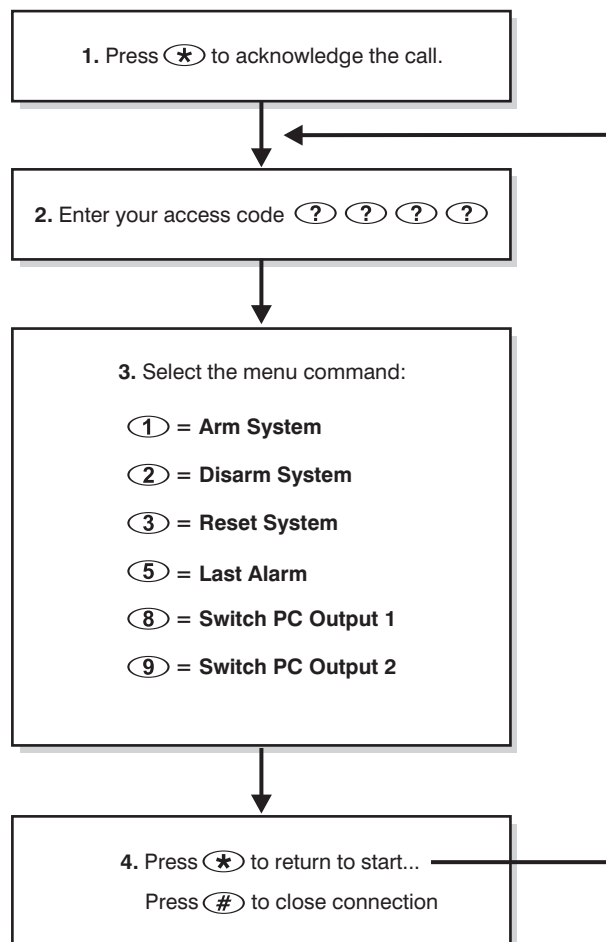 1. Press * to acknowledge the call.
2. Enter your access code ? ? ? ?
3. Select the menu command:
1 = Arm System
2 = Disarm System
3 = Reset System
5 = Last Alarm
8 = Switch PC Output 1
9 = Switch PC Output 2
4. Press * to return to start...
Press # to close connection